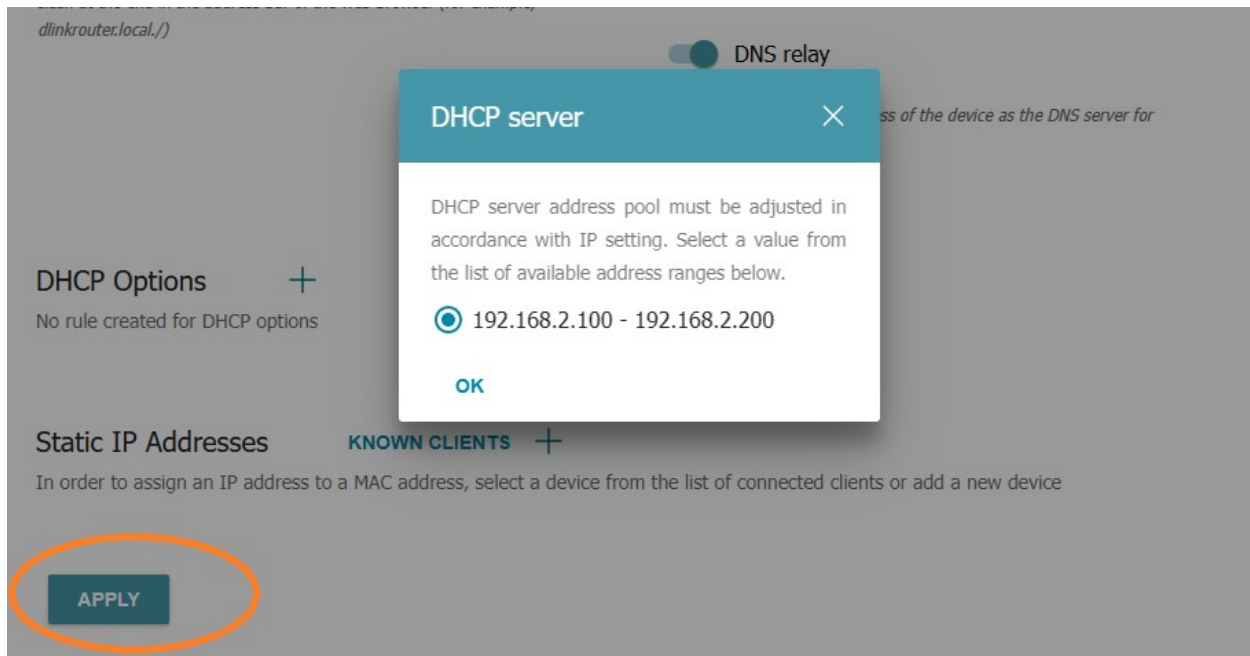 dlinkrouter.local./)
DNS relay
DHCP server
ss of the device as the DNS server for
DHCP server address pool must be adjusted in
accordance with IP setting. Select a value from
the list of available address ranges below.
192.168.2.100 - 192.168.2.200
OK
DHCP Options
No rule created for DHCP options
Static IP Addresses
KNOWN CLIENTS
In order to assign an IP address to a MAC address, select a device from the list of connected clients or add a new device
APPLY